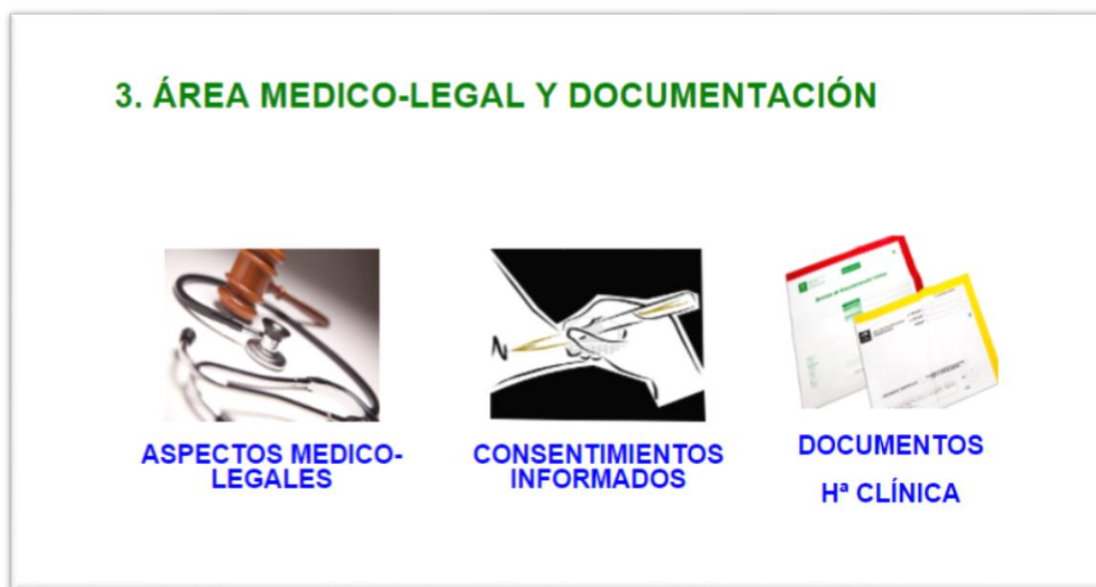 3. ÁREA MEDICO-LEGAL Y DOCUMENTACIÓN
ASPECTOS MEDICO-
LEGALES
CONSENTIMIENTOS
INFORMADOS
DOCUMENTOS
Hª CLÍNICA